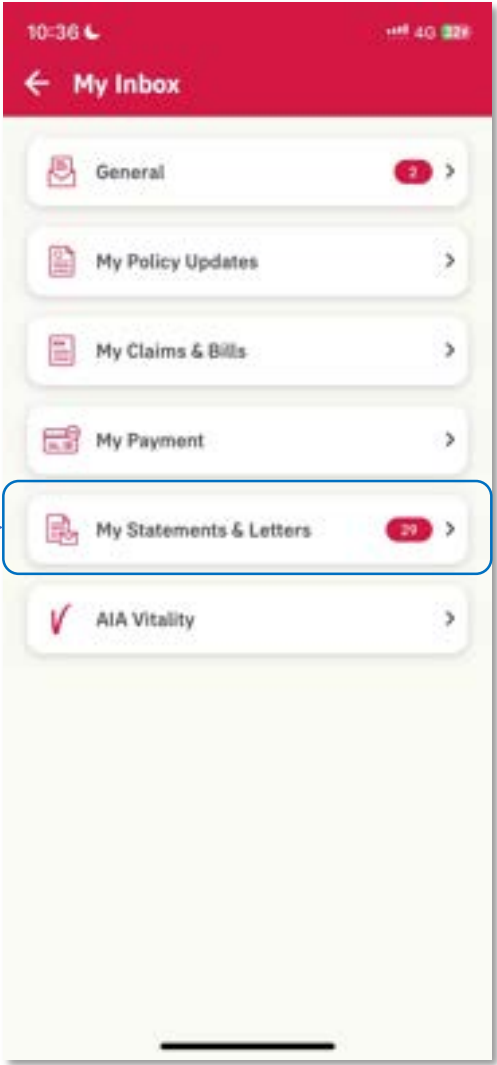 10:36 4G
My Inbox
General 2
My Policy Updates
My Claims & Bills
My Payment
My Statements & Letters 29
AIA Vitality